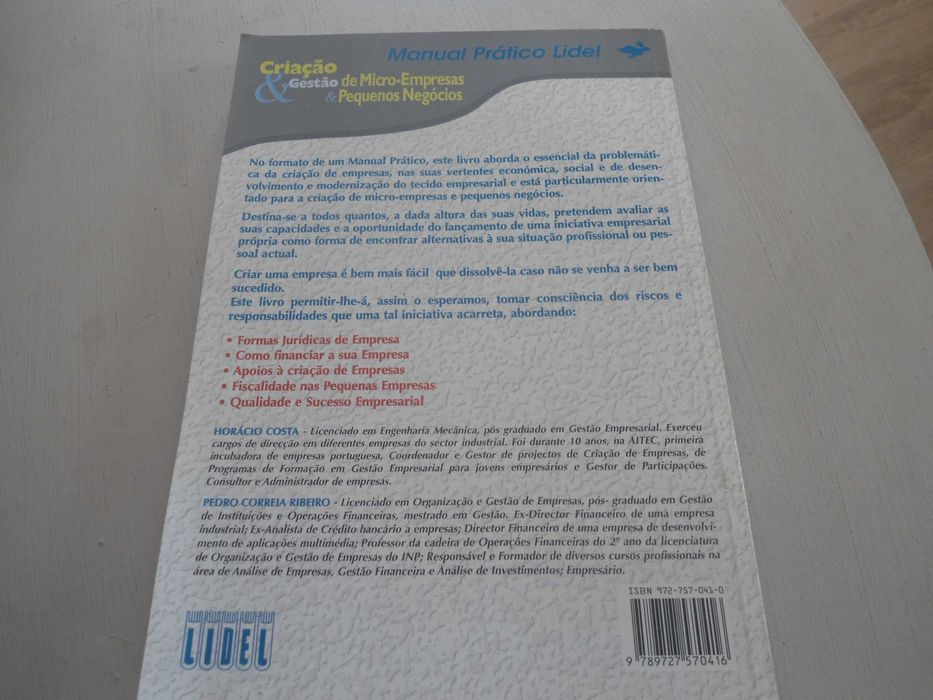 Manual Prático Lidel
Criação
& Gestão de Micro-Empresas
& Pequenos Negócios
No formato de um Manual Prático, este livro aborda o essencial da problemáti-
ca da criação de empresas, nas suas vertentes económica, social e de desen-
volvimento e modernização do tecido empresarial e está particularmente orien-
tado para a criação de micro-empresas e pequenos negócios.
Destina-se a todos quantos, a dada altura das suas vidas, pretendem avaliar as
suas capacidades e a oportunidade do lançamento de uma iniciativa empresarial
própria como forma de encontrar alternativas à sua situação profissional ou pes-
soal actual.
Criar uma empresa é bem mais fácil que dissolvê-la caso não se venha a ser bem
sucedido.
Este livro permitir-lhe-á, assim o esperamos, tomar consciência dos riscos e
responsabilidades que uma tal iniciativa acarreta, abordando:
• Formas Jurídicas de Empresa
• Como financiar a sua Empresa
• Apoios à criação de Empresas
• Fiscalidade nas Pequenas Empresas
• Qualidade e Sucesso Empresarial
HORÁCIO COSTA - Licenciado em Engenharia Mecânica, pós graduado em Gestão Empresarial. Exerceu
cargos de direcção em diferentes empresas do sector industrial. Foi durante 10 anos, na AITEC, primeira
incubadora de empresas portuguesa, Coordenador e Gestor de projectos de Criação de Empresas, de
Programas de Formação em Gestão Empresarial para jovens empresários e Gestor de Participações.
Consultor e Administrador de empresas.
PEDRO CORREIA RIBEIRO - Licenciado em Organização e Gestão de Empresas, pós- graduado em Gestão
de Instituições e Operações Financeiras, mestrado em Gestão. Ex-Director Financeiro de uma empresa
industrial; Ex-Analista de Crédito bancário a empresas; Director Financeiro de uma empresa de desenvolvi-
mento de aplicações multimédia; Professor da cadeira de Operações Financeiras do 2º ano da licenciatura
de Organização e Gestão de Empresas do INP; Responsável e Formador de diversos cursos profissionais na
área de Análise de Empresas, Gestão Financeira e Análise de Investimentos; Empresário.
ISBN 972-757-041-0
LIDEL
9 789727 570416